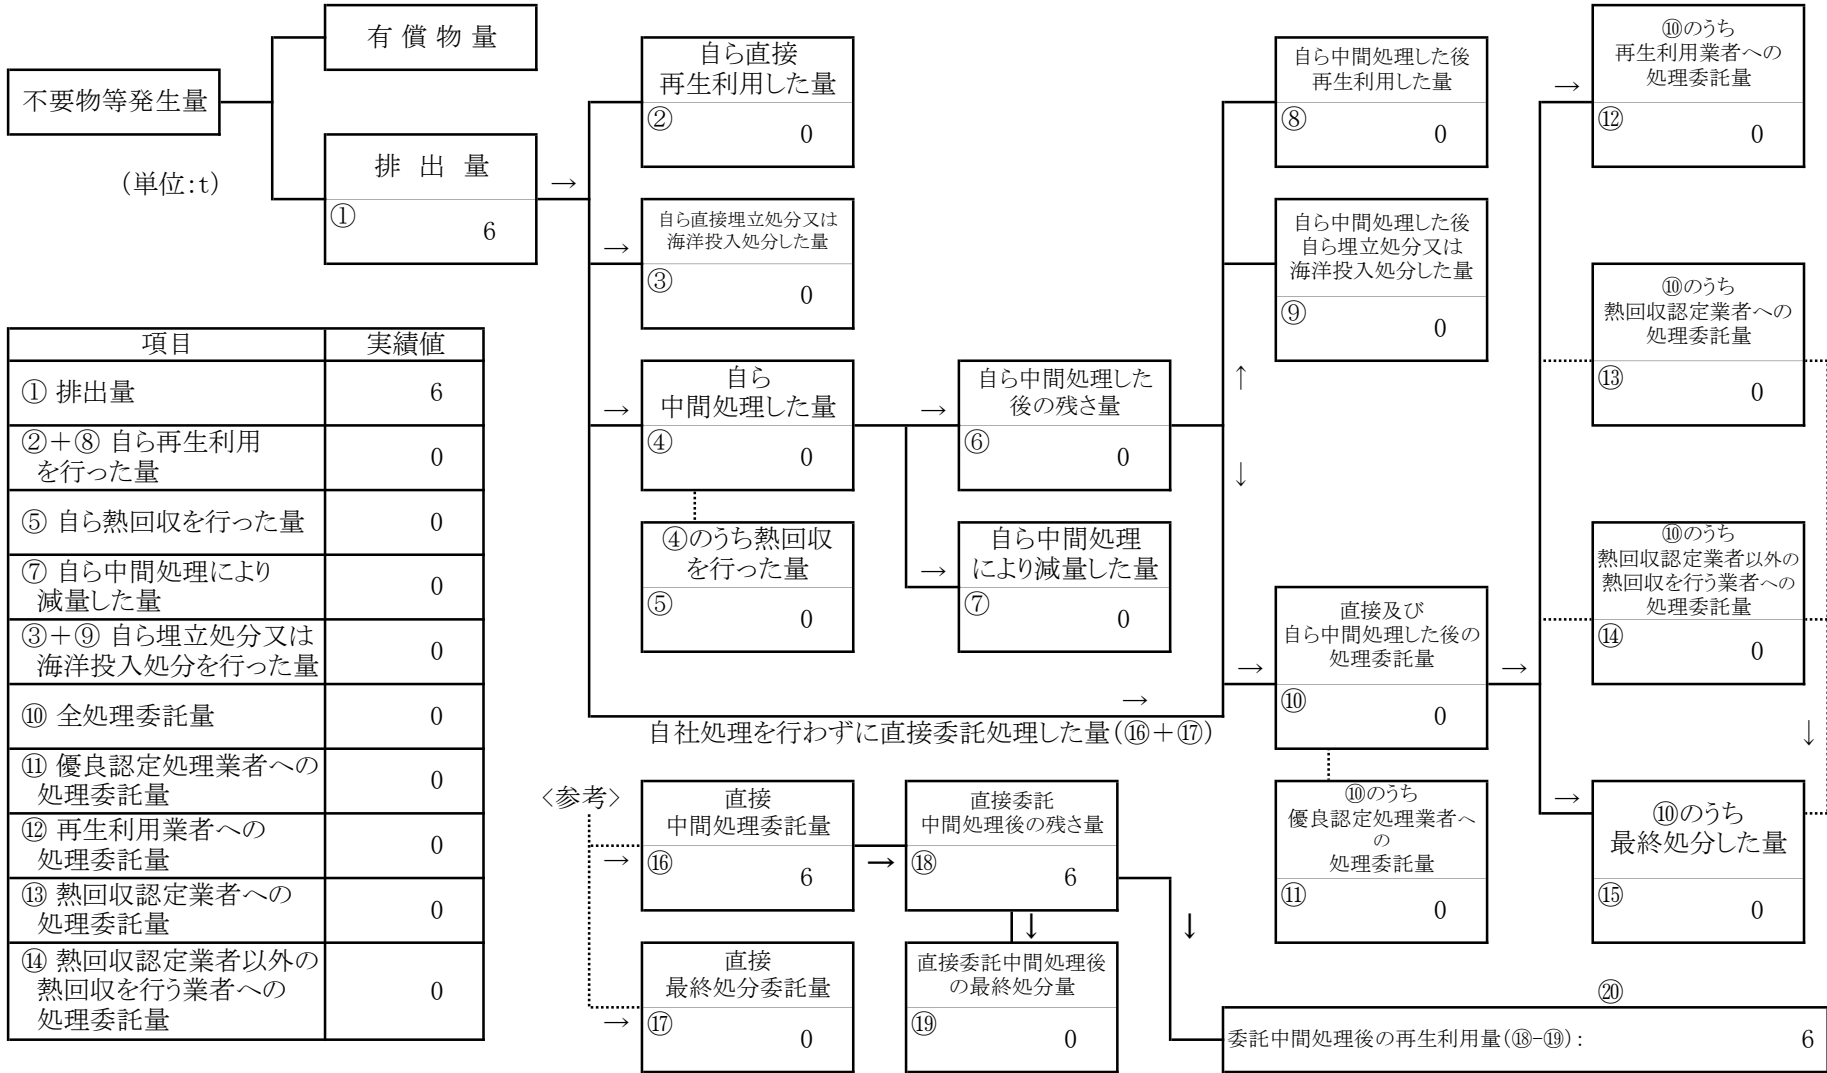 不要物等発生量
(単位:t)
有 償 物 量
排 出 量
①
6
→
自ら直接
再生利用した量
②
0
→
自ら直接埋立処分又は
海洋投入処分した量
③
0
→
自ら
中間処理した量
④
0
④のうち熱回収
を行った量
⑤
0
→
自ら中間処理した
後の残さ量
⑥
0
→
自ら中間処理
により減量した量
⑦
0
↑
↓
自ら中間処理した後
再生利用した量
⑧
0
自ら中間処理した後
自ら埋立処分又は
海洋投入処分した量
⑨
0
→
自社処理を行わずに直接委託処理した量(⑯+⑰)
→
直接及び
自ら中間処理した後の
処理委託量
⑩
0
⑩のうち
優良認定処理業者へ
の
処理委託量
⑪
0
→
→
⑩のうち
再生利用業者への
処理委託量
⑫
0
⑩のうち
熱回収認定業者への
処理委託量
⑬
0
⑩のうち
熱回収認定業者以外の
熱回収を行う業者への
処理委託量
⑭
0
↓
→
⑩のうち
最終処分した量
⑮
0
項目 実績値
① 排出量 6
②+⑧ 自ら再生利用
を行った量 0
⑤ 自ら熱回収を行った量 0
⑦ 自ら中間処理により
減量した量 0
③+⑨ 自ら埋立処分又は
海洋投入処分を行った量 0
⑩ 全処理委託量 0
⑪ 優良認定処理業者への
処理委託量 0
⑫ 再生利用業者への
処理委託量 0
⑬ 熱回収認定業者への
処理委託量 0
⑭ 熱回収認定業者以外の
熱回収を行う業者への
処理委託量 0
<参考>
→
直接
中間処理委託量
⑯
6
→
直接委託
中間処理後の残さ量
⑱
6
↓
↓
→
直接
最終処分委託量
⑰
0
直接委託中間処理後
の最終処分量
⑲
0
⑳
委託中間処理後の再生利用量(⑱-⑲): 6